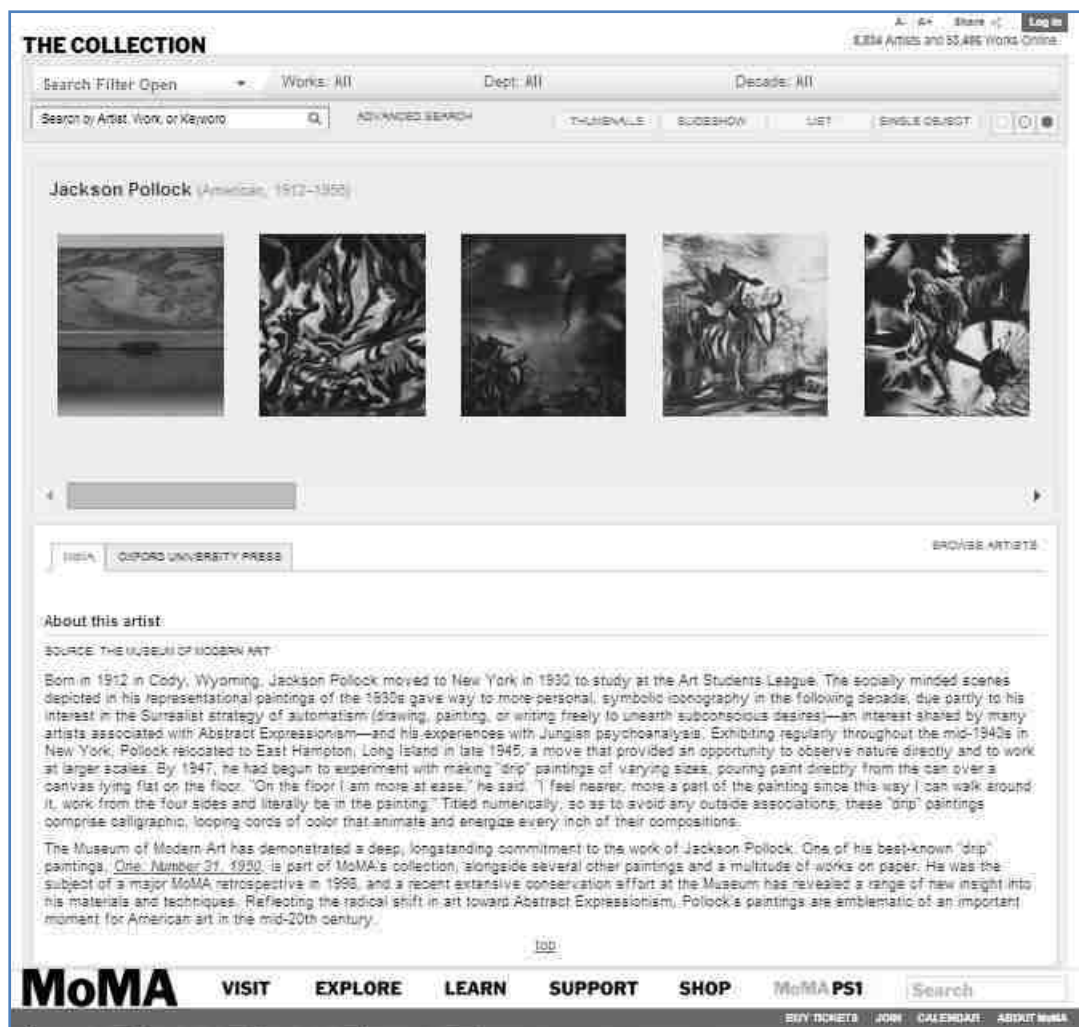 A- A+ Share Log in
THE COLLECTION
Artists and Works Online
Search Filter Open Works: All Dept: All Decade: All
Search by Artist, Work, or Keyword ADVANCED SEARCH THUMBNAILS SLIDESHOW LIST SINGLE OBJECT
Jackson Pollock (American, 1912–1956)
MoMA OXFORD UNIVERSITY PRESS BROWSE ARTISTS
About this artist
SOURCE: THE MUSEUM OF MODERN ART
Born in 1912 in Cody, Wyoming, Jackson Pollock moved to New York in 1930 to study at the Art Students League. The socially minded scenes
depicted in his representational paintings of the 1930s gave way to more personal, symbolic iconography in the following decade, due partly to his
interest in the Surrealist strategy of automatism (drawing, painting, or writing freely to unearth subconscious desires)—an interest shared by many
artists associated with Abstract Expressionism—and his experiences with Jungian psychoanalysis. Exhibiting regularly throughout the mid-1940s in
New York, Pollock relocated to East Hampton, Long Island in late 1945, a move that provided an opportunity to observe nature directly and to work
at larger scales. By 1947, he had begun to experiment with making "drip" paintings of varying sizes, pouring paint directly from the can over a
canvas lying flat on the floor. "On the floor I am more at ease," he said. "I feel nearer, more a part of the painting since this way I can walk around
it, work from the four sides and literally be in the painting." Titled numerically, so as to avoid any outside associations, these "drip" paintings
comprise calligraphic, looping cords of color that animate and energize every inch of their compositions.
The Museum of Modern Art has demonstrated a deep, longstanding commitment to the work of Jackson Pollock. One of his best-known "drip"
paintings, One: Number 31, 1950, is part of MoMA's collection, alongside several other paintings and a multitude of works on paper. He was the
subject of a major MoMA retrospective in 1998, and a recent extensive conservation effort at the Museum has revealed a range of new insight into
his materials and techniques. Reflecting the radical shift in art toward Abstract Expressionism, Pollock's paintings are emblematic of an important
moment for American art in the mid-20th century.
top
MoMA VISIT EXPLORE LEARN SUPPORT SHOP MoMA PS1 Search
BUY TICKETS JOIN CALENDAR ABOUT MoMA